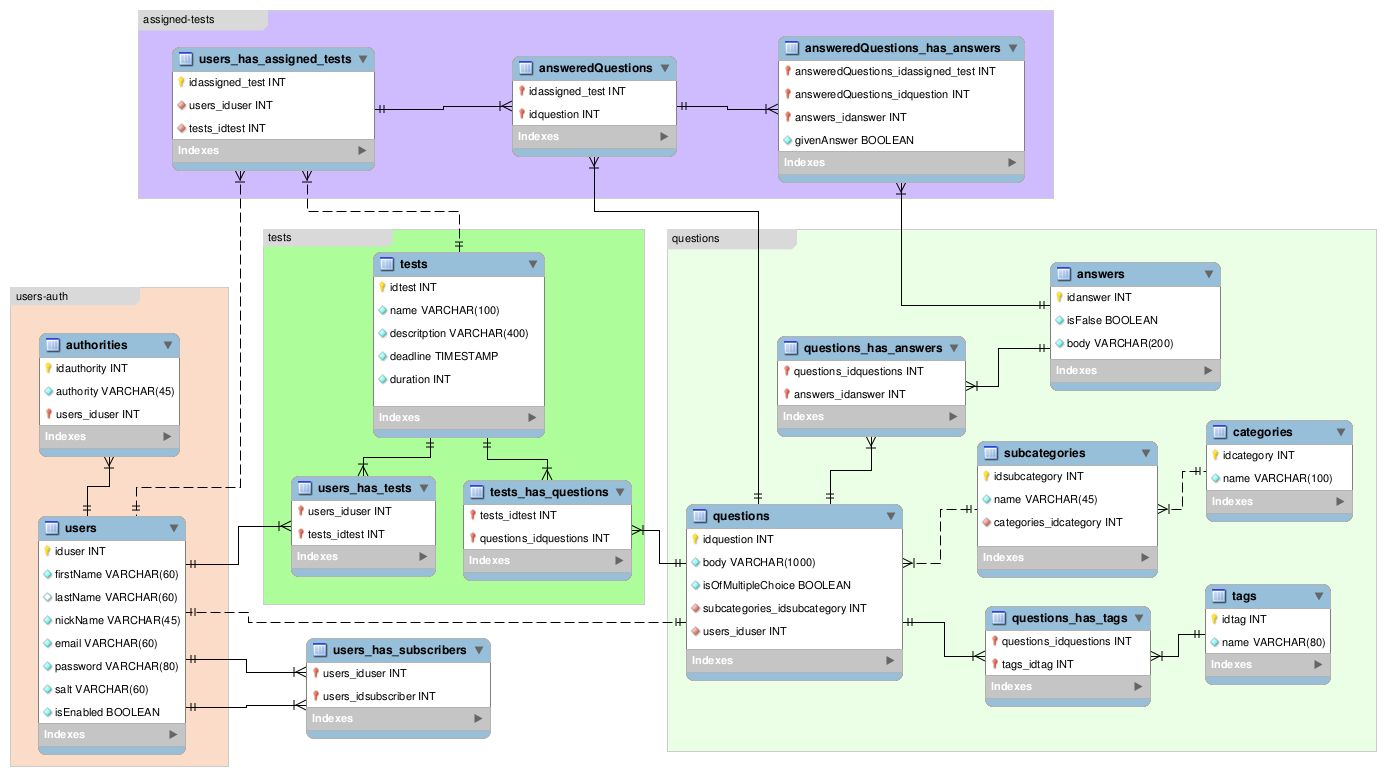 assigned-tests
users_has_assigned_tests
idassigned_test INT
users_iduser INT
tests_idtest INT
Indexes
answeredQuestions
idassigned_test INT
idquestion INT
Indexes
answeredQuestions_has_answers
answeredQuestions_idassigned_test INT
answeredQuestions_idquestion INT
answers_idanswer INT
givenAnswer BOOLEAN
Indexes
users-auth
authorities
idauthority INT
authority VARCHAR(45)
users_iduser INT
Indexes
users
iduser INT
firstName VARCHAR(60)
lastName VARCHAR(60)
nickName VARCHAR(45)
email VARCHAR(60)
password VARCHAR(80)
salt VARCHAR(60)
isEnabled BOOLEAN
Indexes
tests
tests
idtest INT
name VARCHAR(100)
descritption VARCHAR(400)
deadline TIMESTAMP
duration INT
Indexes
users_has_tests
users_iduser INT
tests_idtest INT
Indexes
tests_has_questions
tests_idtest INT
questions_idquestions INT
Indexes
users_has_subscribers
users_iduser INT
users_idsubscriber INT
Indexes
questions
answers
idanswer INT
isFalse BOOLEAN
body VARCHAR(200)
Indexes
questions_has_answers
questions_idquestions INT
answers_idanswer INT
Indexes
subcategories
idsubcategory INT
name VARCHAR(45)
categories_idcategory INT
Indexes
categories
idcategory INT
name VARCHAR(100)
Indexes
questions
idquestion INT
body VARCHAR(1000)
isOfMultipleChoice BOOLEAN
subcategories_idsubcategory INT
users_iduser INT
Indexes
questions_has_tags
questions_idquestions INT
tags_idtag INT
Indexes
tags
idtag INT
name VARCHAR(80)
Indexes